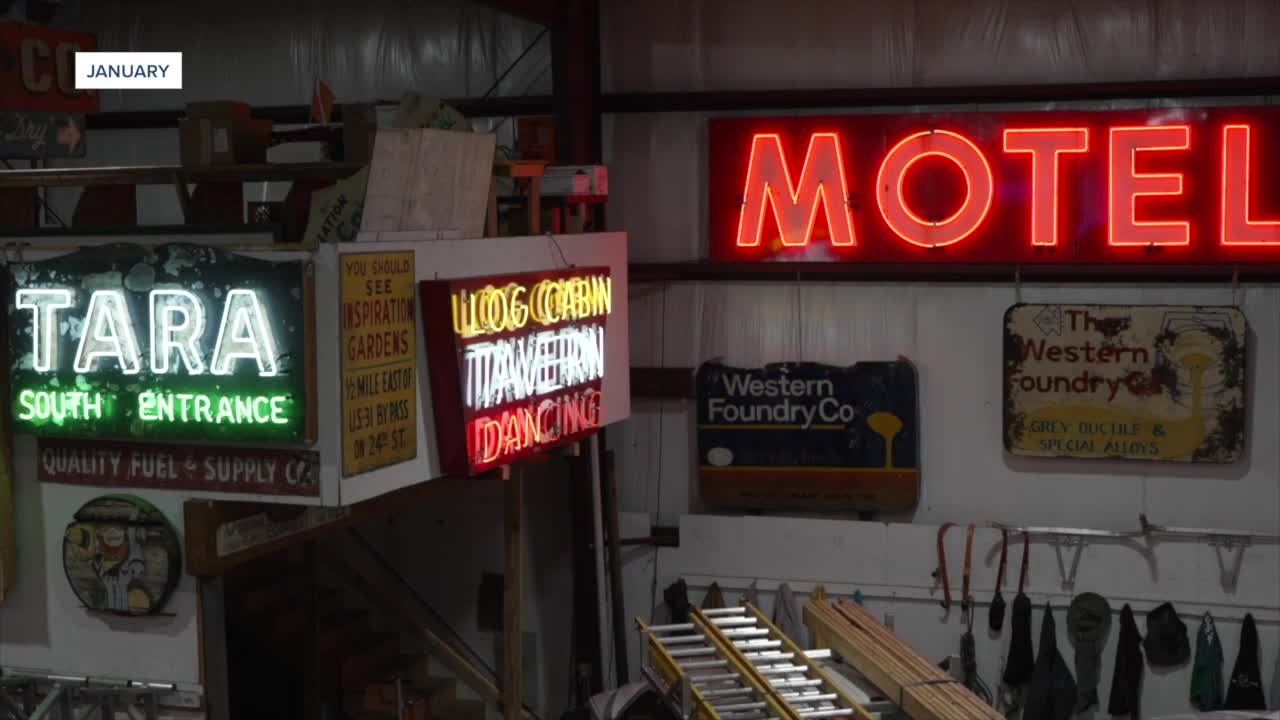 JANUARY
CO.
Dry
TARA
SOUTH ENTRANCE
QUALITY FUEL & SUPPLY CO.
YOU SHOULD
SEE
INSPIRATION
GARDENS
½ MILE EAST OF
US-31 BY PASS
ON 24TH ST.
LOG CABIN
TAVERN
DANCING
MOTEL
Western
Foundry Co
The
Western
Foundry Co
GREY DUCTILE &
SPECIAL ALLOYS